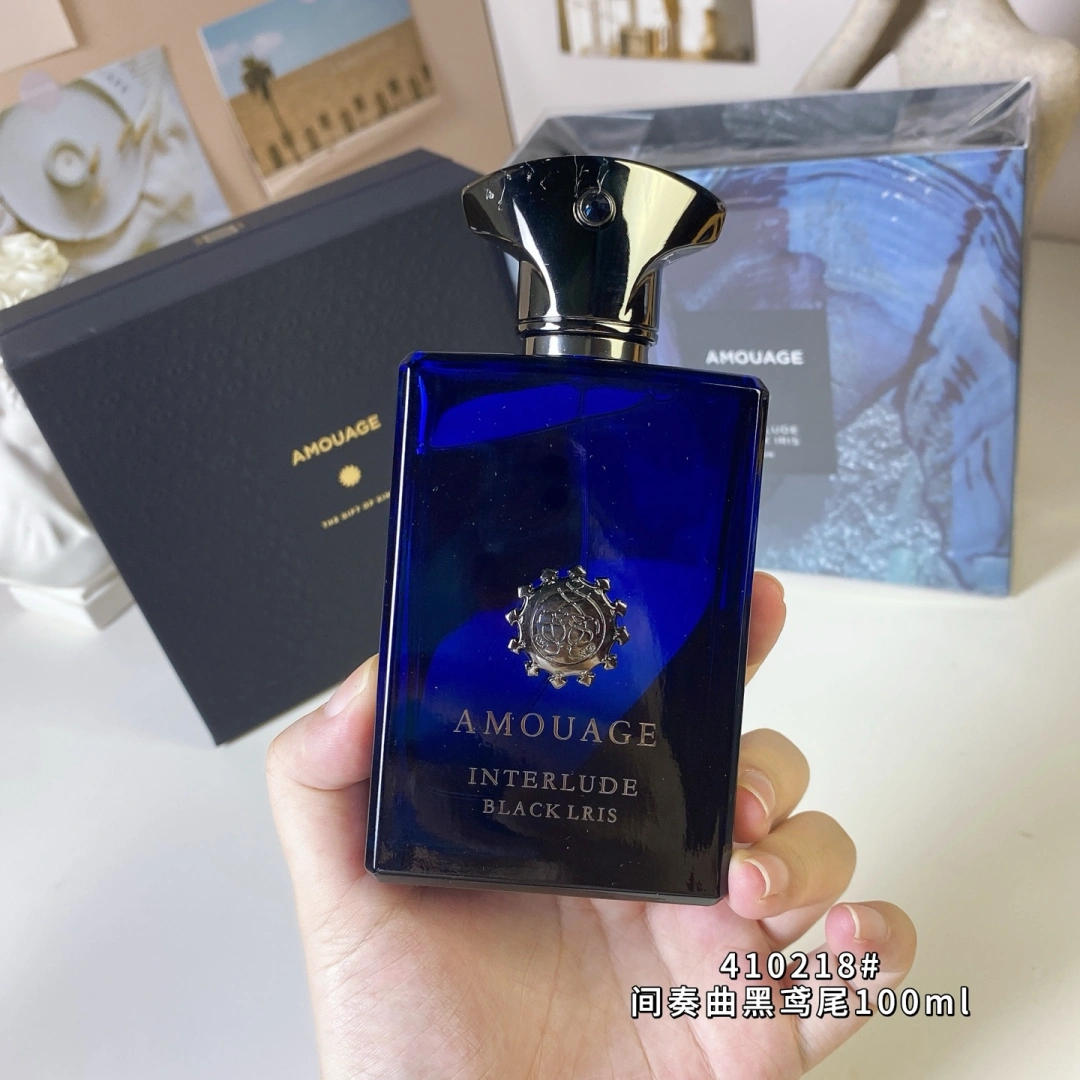 AMOUAGE
THE GIFT OF
AMOUAGE
IRIS
AMOUAGE
INTERLUDE
BLACK LRIS
410218#
间奏曲黑鸢尾100ml